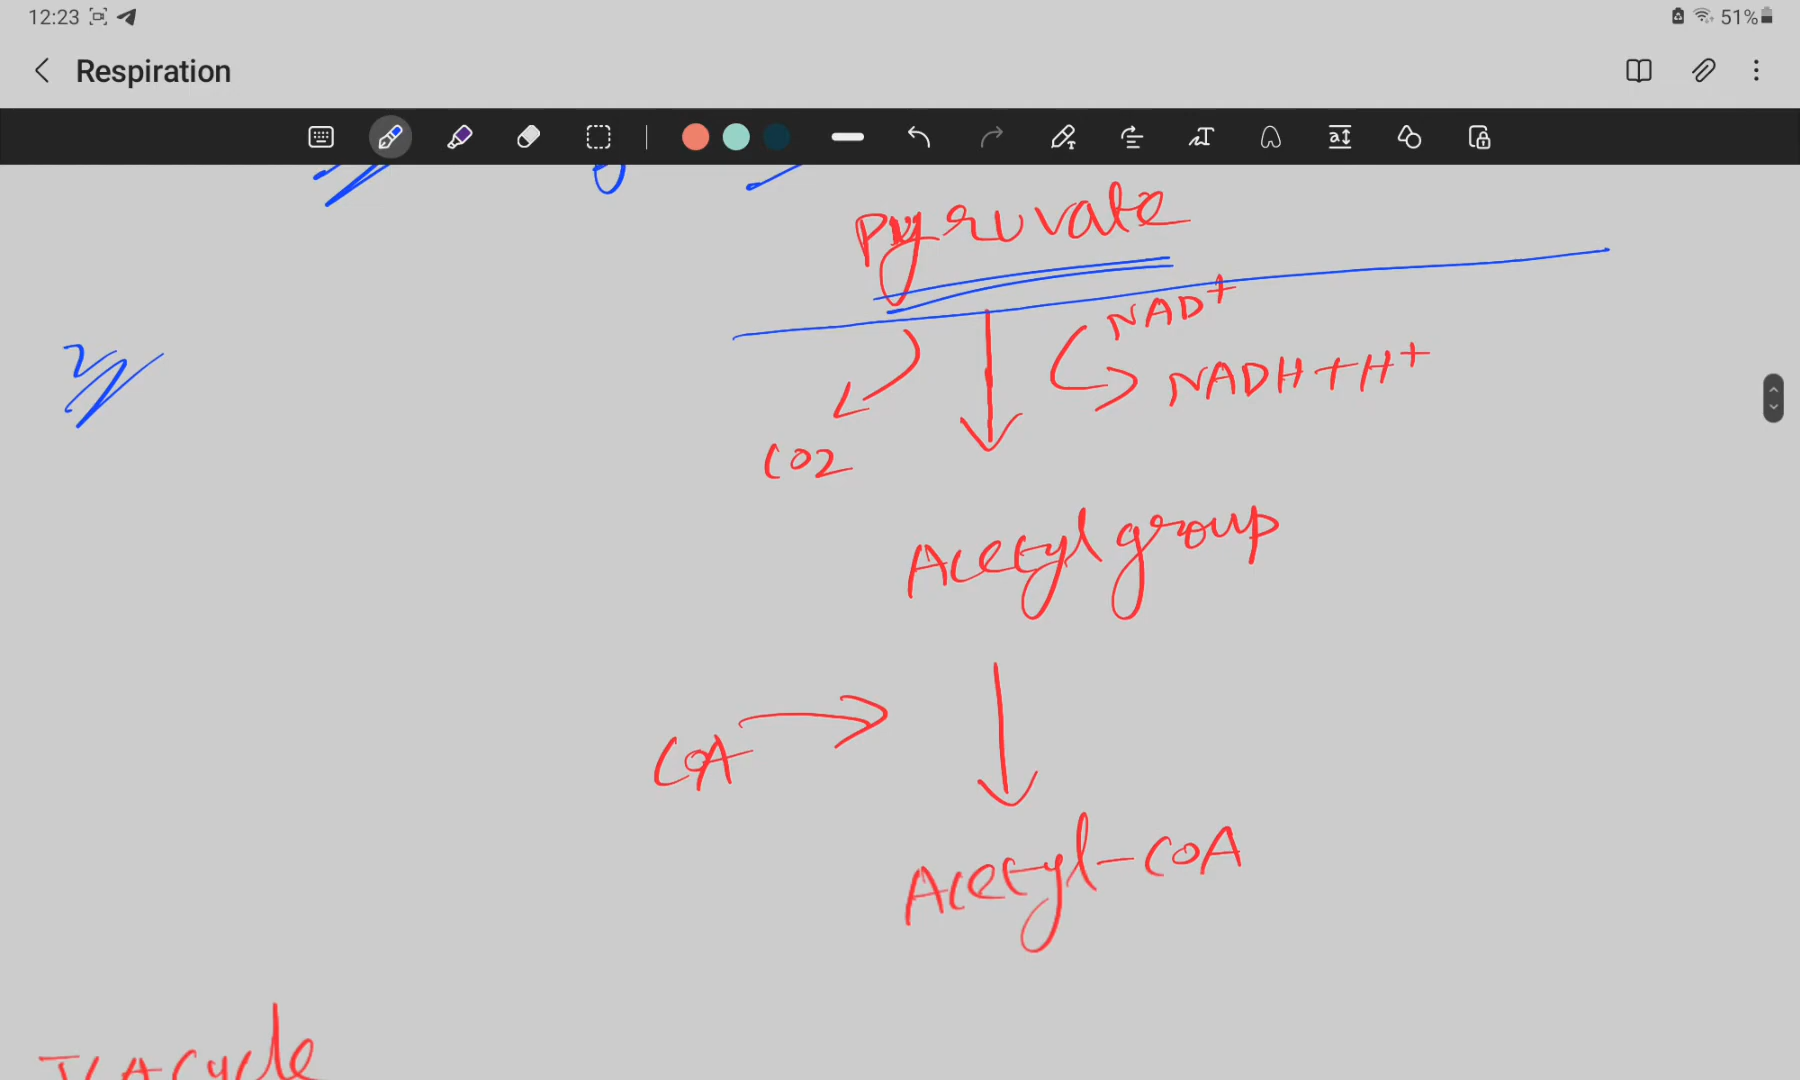 12:23 51%
Respiration
pyruvate
NAD+
NADH+H+
CO2
Acetyl group
COA
Acetyl-COA
TCA Cycle